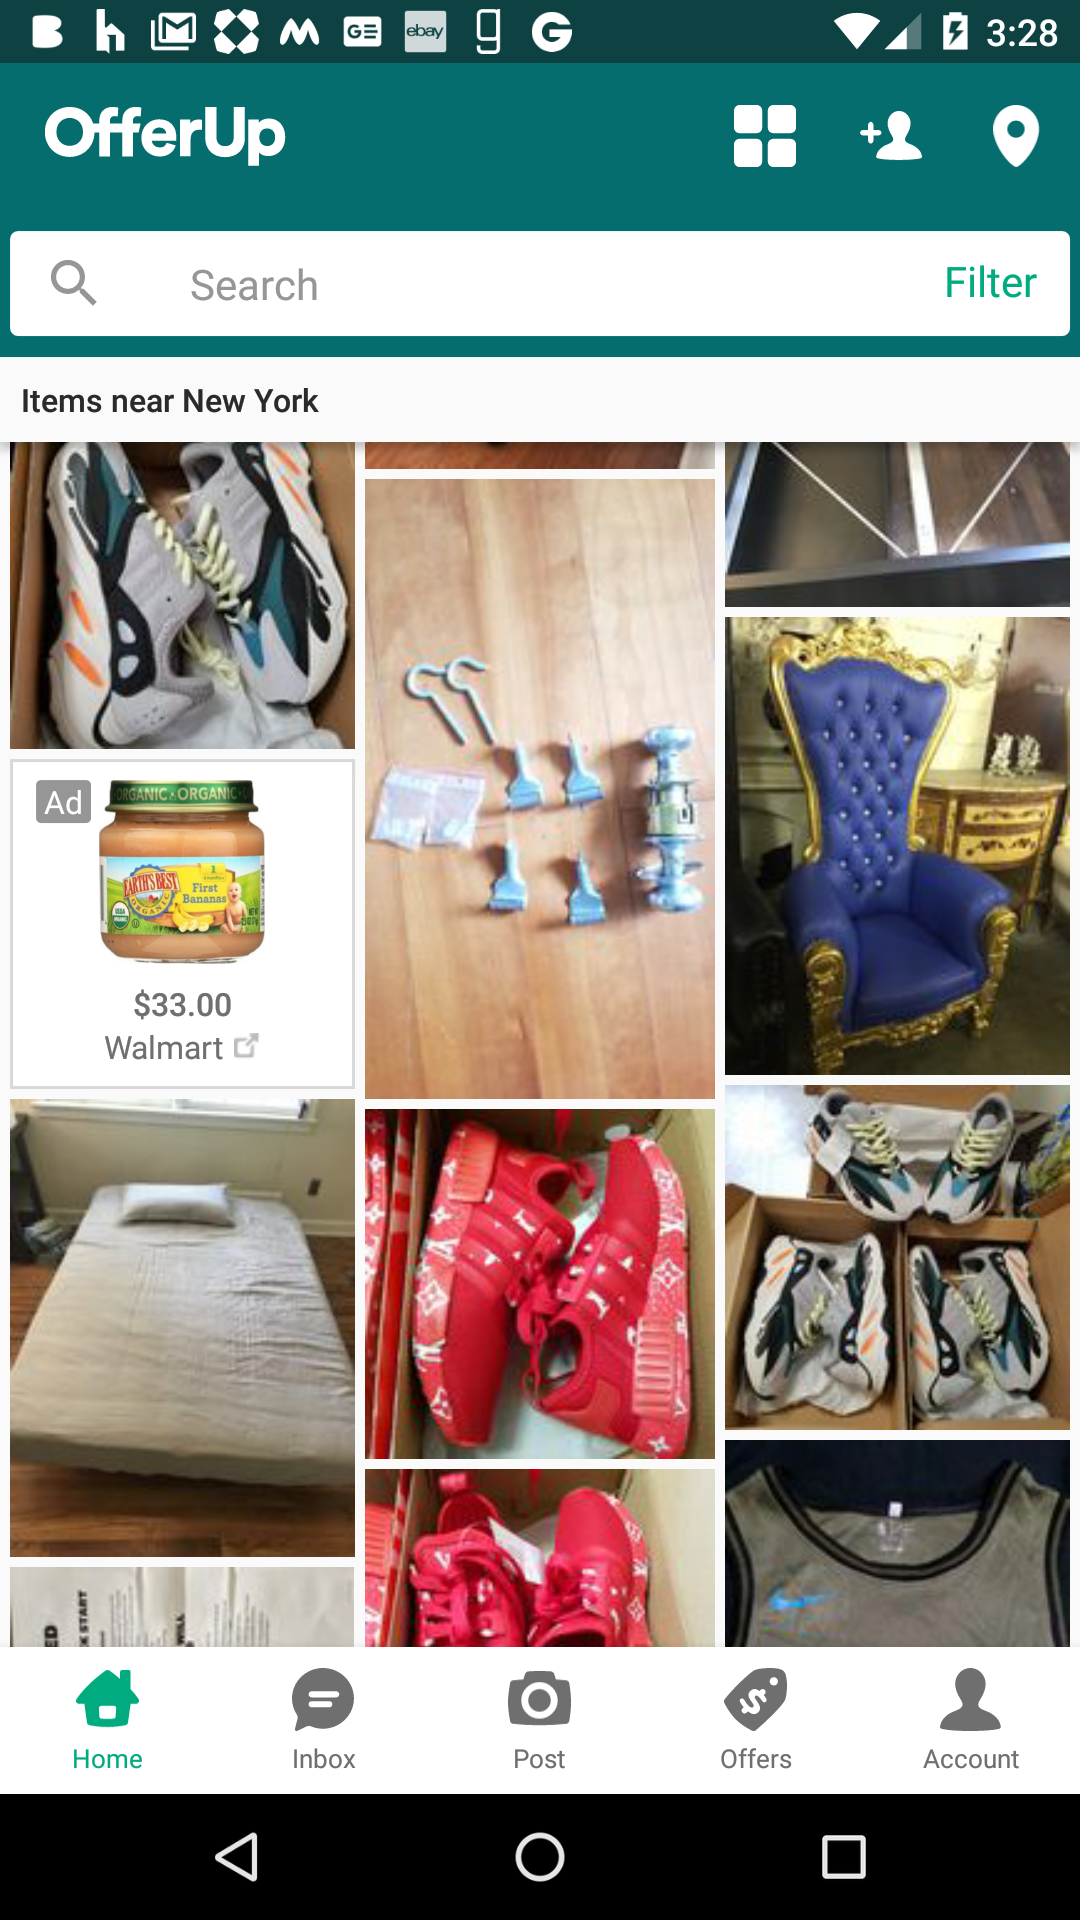 3:28
OfferUp
Search
Filter
Items near New York
Ad
ORGANIC • ORGANIC
EARTH'S BEST
ORGANIC
First
Bananas
$33.00
Walmart
Home
Inbox
Post
Offers
Account